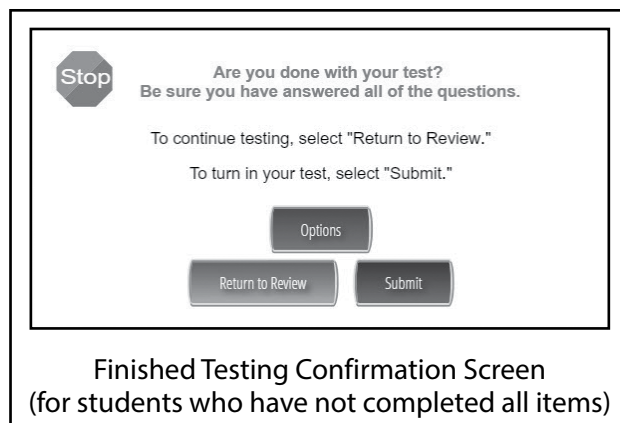 Stop
Are you done with your test?
Be sure you have answered all of the questions.
To continue testing, select "Return to Review."
To turn in your test, select "Submit."
Options
Return to Review
Submit
Finished Testing Confirmation Screen
(for students who have not completed all items)